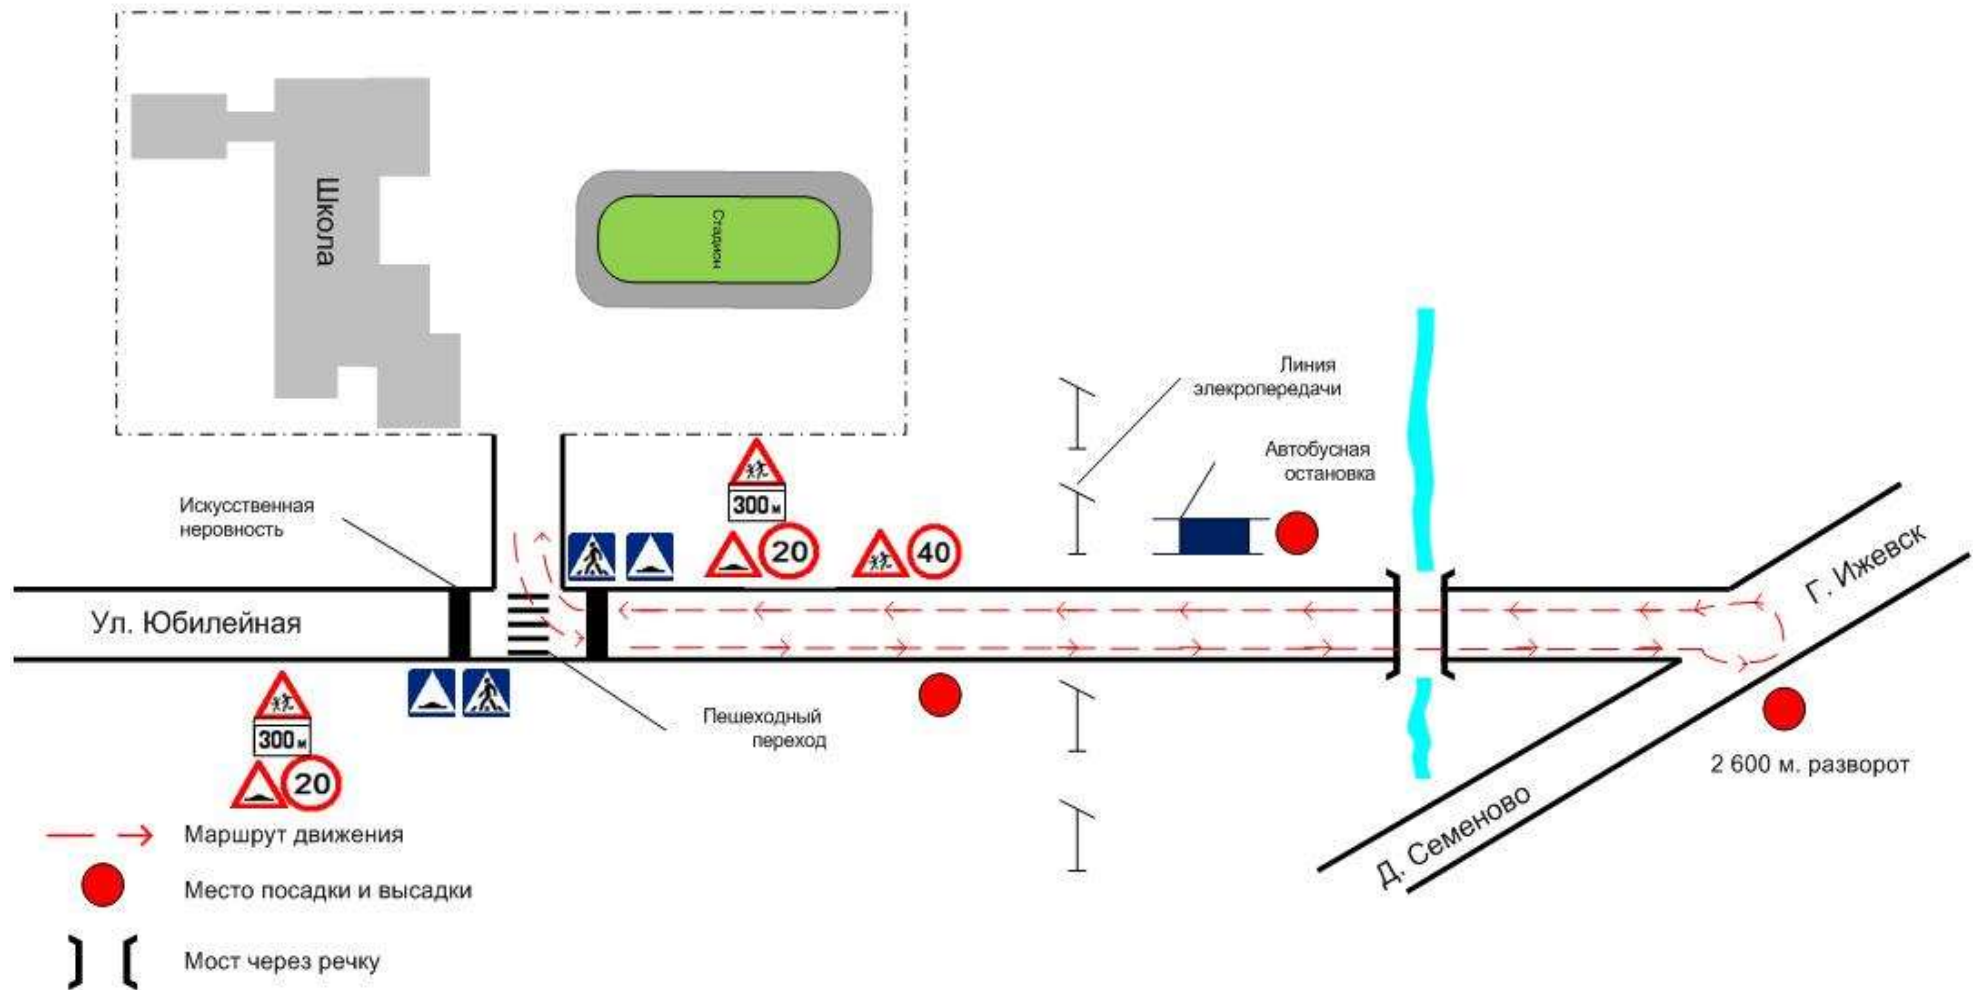 Школа
Стадион
Линия
элекропередачи
Автобусная
остановка
Искусственная
неровность
300 м
20
40
Г. Ижевск
Ул. Юбилейная
300 м
20
Пешеходный
переход
2 600 м. разворот
Д. Семеново
Маршрут движения
Место посадки и высадки
Мост через речку